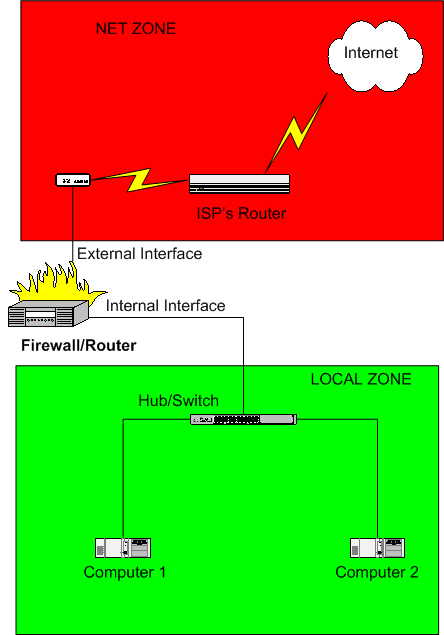 NET ZONE
Internet
ISP's Router
External Interface
Internal Interface
Firewall/Router
LOCAL ZONE
Hub/Switch
Computer 1
Computer 2